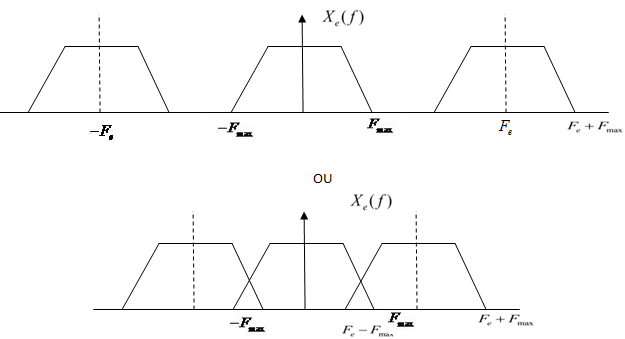 X_e(f)
-F_e -F_max F_max F_e F_e + F_max
OU
X_e(f)
-F_max F_e - F_max F_max F_e + F_max